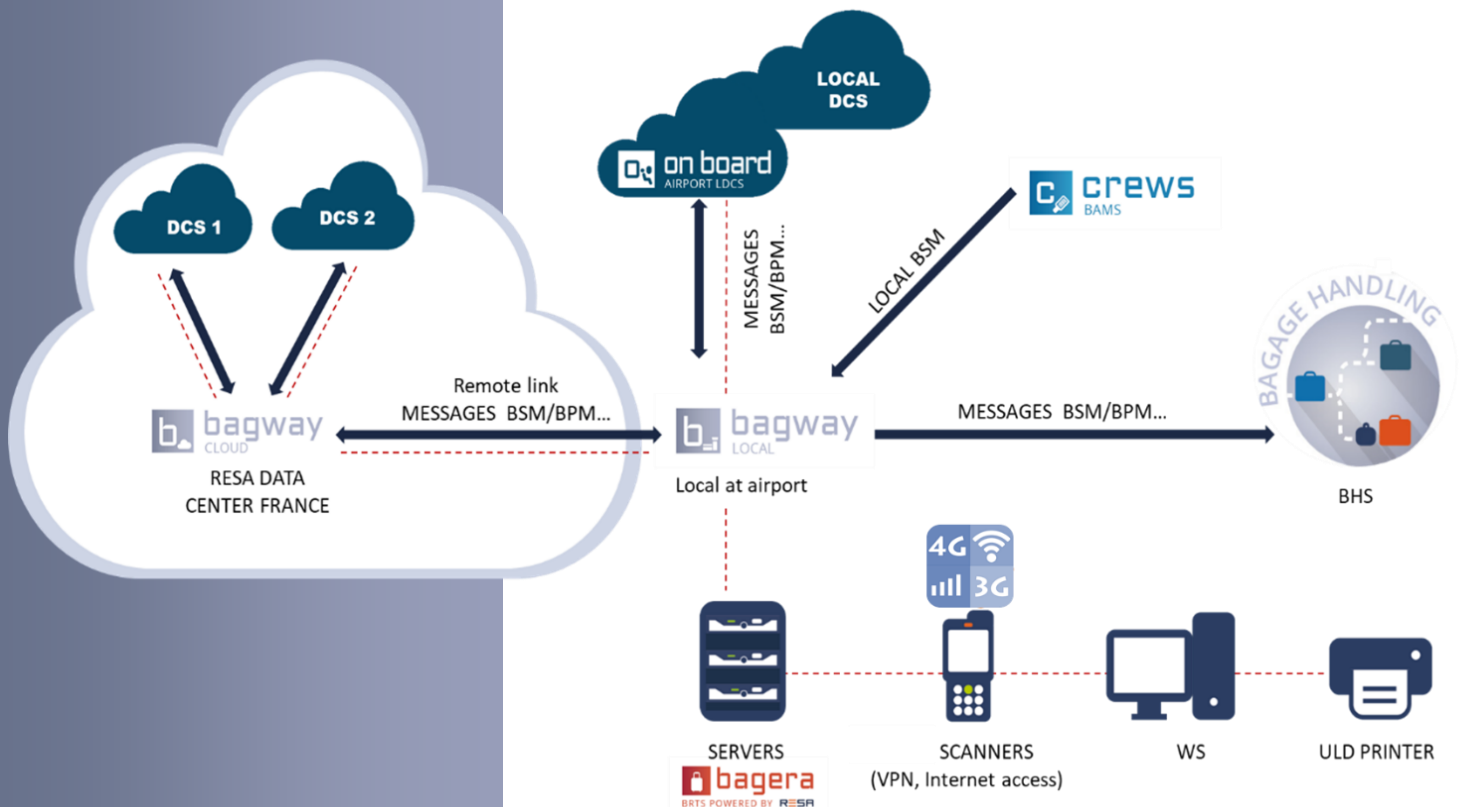 LOCAL
DCS
on board
AIRPORT LDCS
DCS 1
DCS 2
crews
BAMS
MESSAGES
BSM/BPM...
LOCAL BSM
BAGAGE HANDLING
Remote link
MESSAGES BSM/BPM...
MESSAGES BSM/BPM...
b
bagway
CLOUD
b
bagway
LOCAL
RESA DATA
CENTER FRANCE
Local at airport
BHS
4G
3G
SERVERS
SCANNERS
WS
ULD PRINTER
(VPN, Internet access)
bagera
BRTS POWERED BY RESA